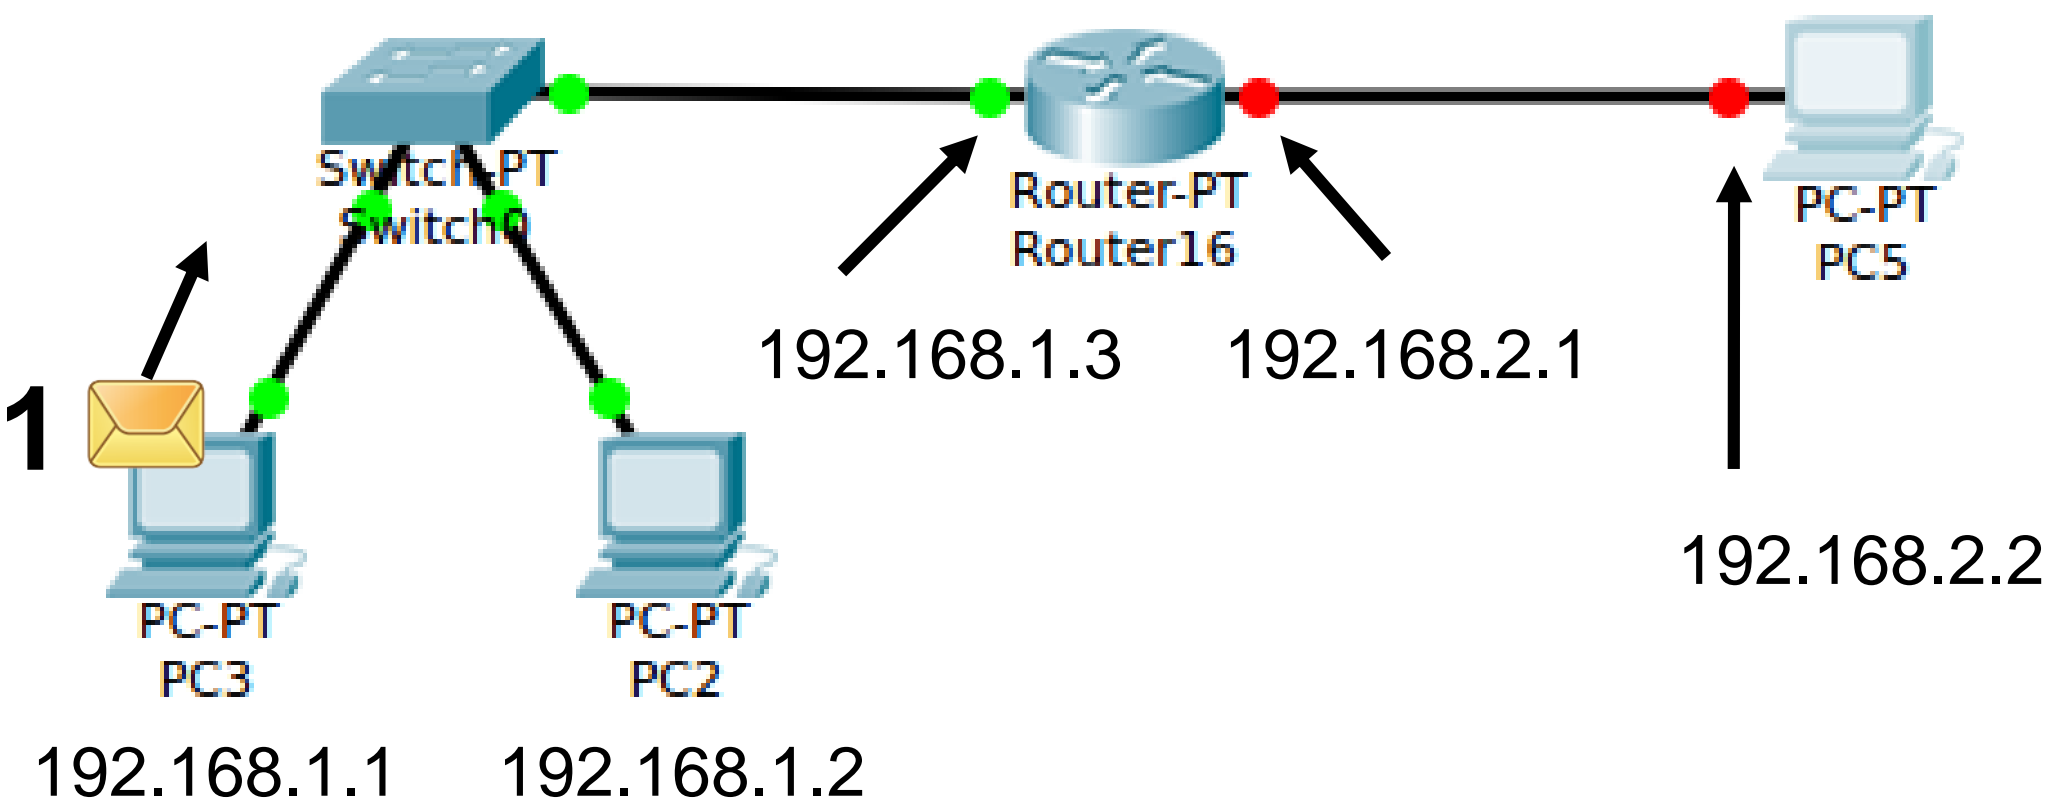 Switch-PT
Switch0
Router-PT
Router16
PC-PT
PC5
192.168.1.3
192.168.2.1
1
192.168.2.2
PC-PT
PC3
PC-PT
PC2
192.168.1.1
192.168.1.2